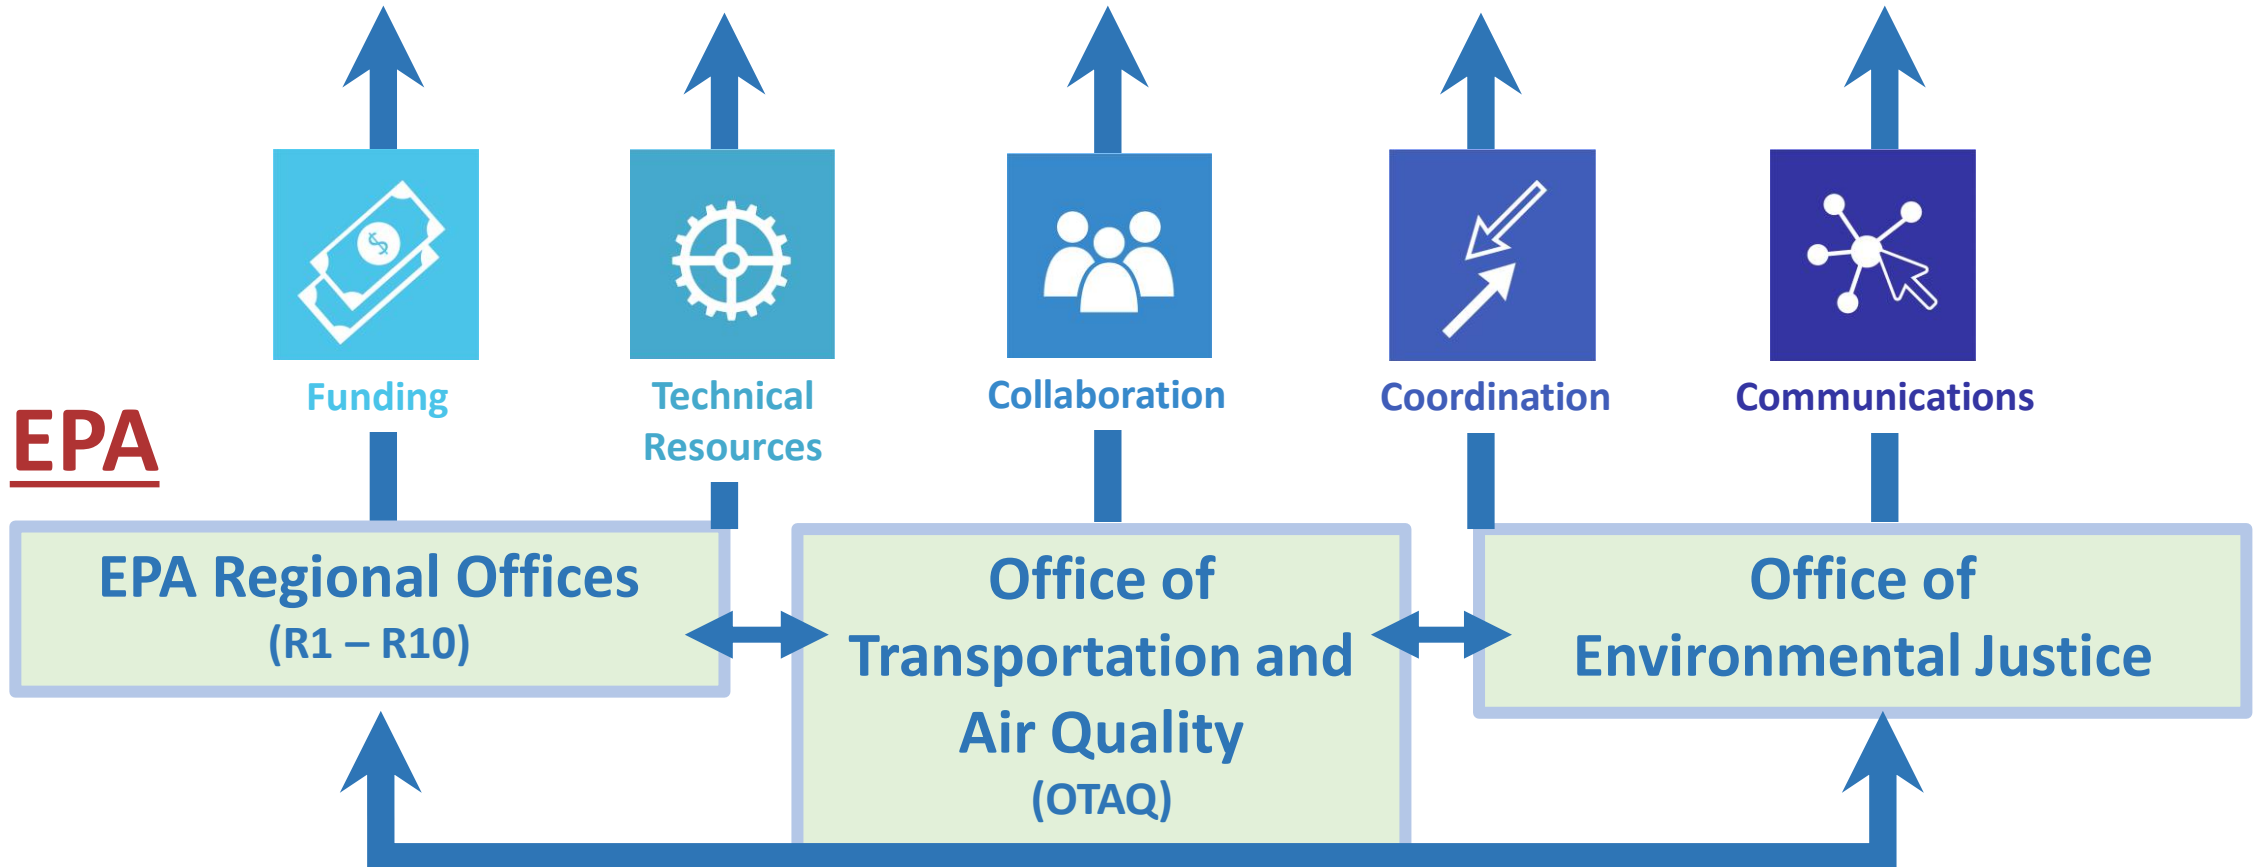 $
Funding
Technical
Resources
Collaboration
Coordination
Communications
EPA
EPA Regional Offices
(R1 – R10)
Office of
Transportation and
Air Quality
(OTAQ)
Office of
Environmental Justice